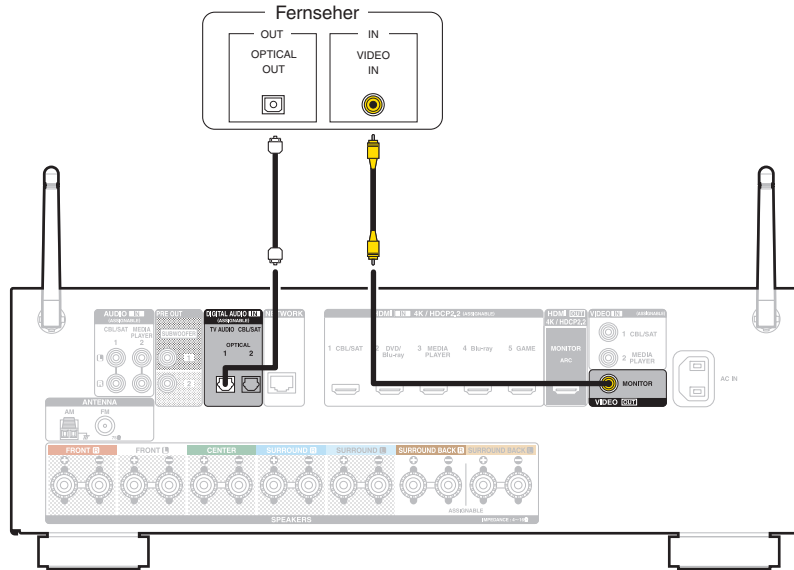 Fernseher
OUT
OPTICAL
OUT
IN
VIDEO
IN
AUDIO IN
(ASSIGNABLE)
CBL/SAT
1
MEDIA
PLAYER
2
L
R
PRE OUT
SUBWOOFER
1
2
DIGITAL AUDIO IN
(ASSIGNABLE)
TV AUDIO CBL/SAT
OPTICAL
1 2
NETWORK
HDMI IN 4K / HDCP2.2 (ASSIGNABLE)
1 CBL/SAT
2 DVD/
Blu-ray
3 MEDIA
PLAYER
4 Blu-ray
5 GAME
HDMI OUT
4K / HDCP2.2
MONITOR
ARC
VIDEO IN (ASSIGNABLE)
1 CBL/SAT
2 MEDIA
PLAYER
MONITOR
VIDEO OUT
AC IN
ANTENNA
AM FM
FRONT R
FRONT L
CENTER
SURROUND R
SURROUND L
SURROUND BACK R
SURROUND BACK L
ASSIGNABLE
SPEAKERS